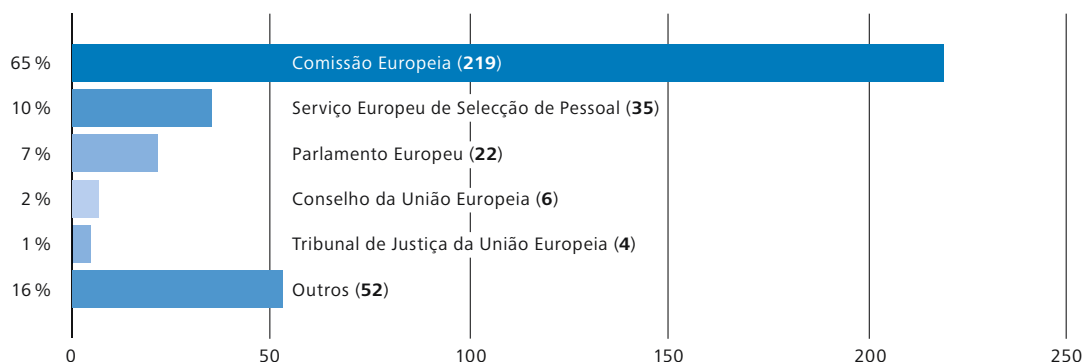 65 % Comissão Europeia (219)
10 % Serviço Europeu de Selecção de Pessoal (35)
7 % Parlamento Europeu (22)
2 % Conselho da União Europeia (6)
1 % Tribunal de Justiça da União Europeia (4)
16 % Outros (52)
0 50 100 150 200 250